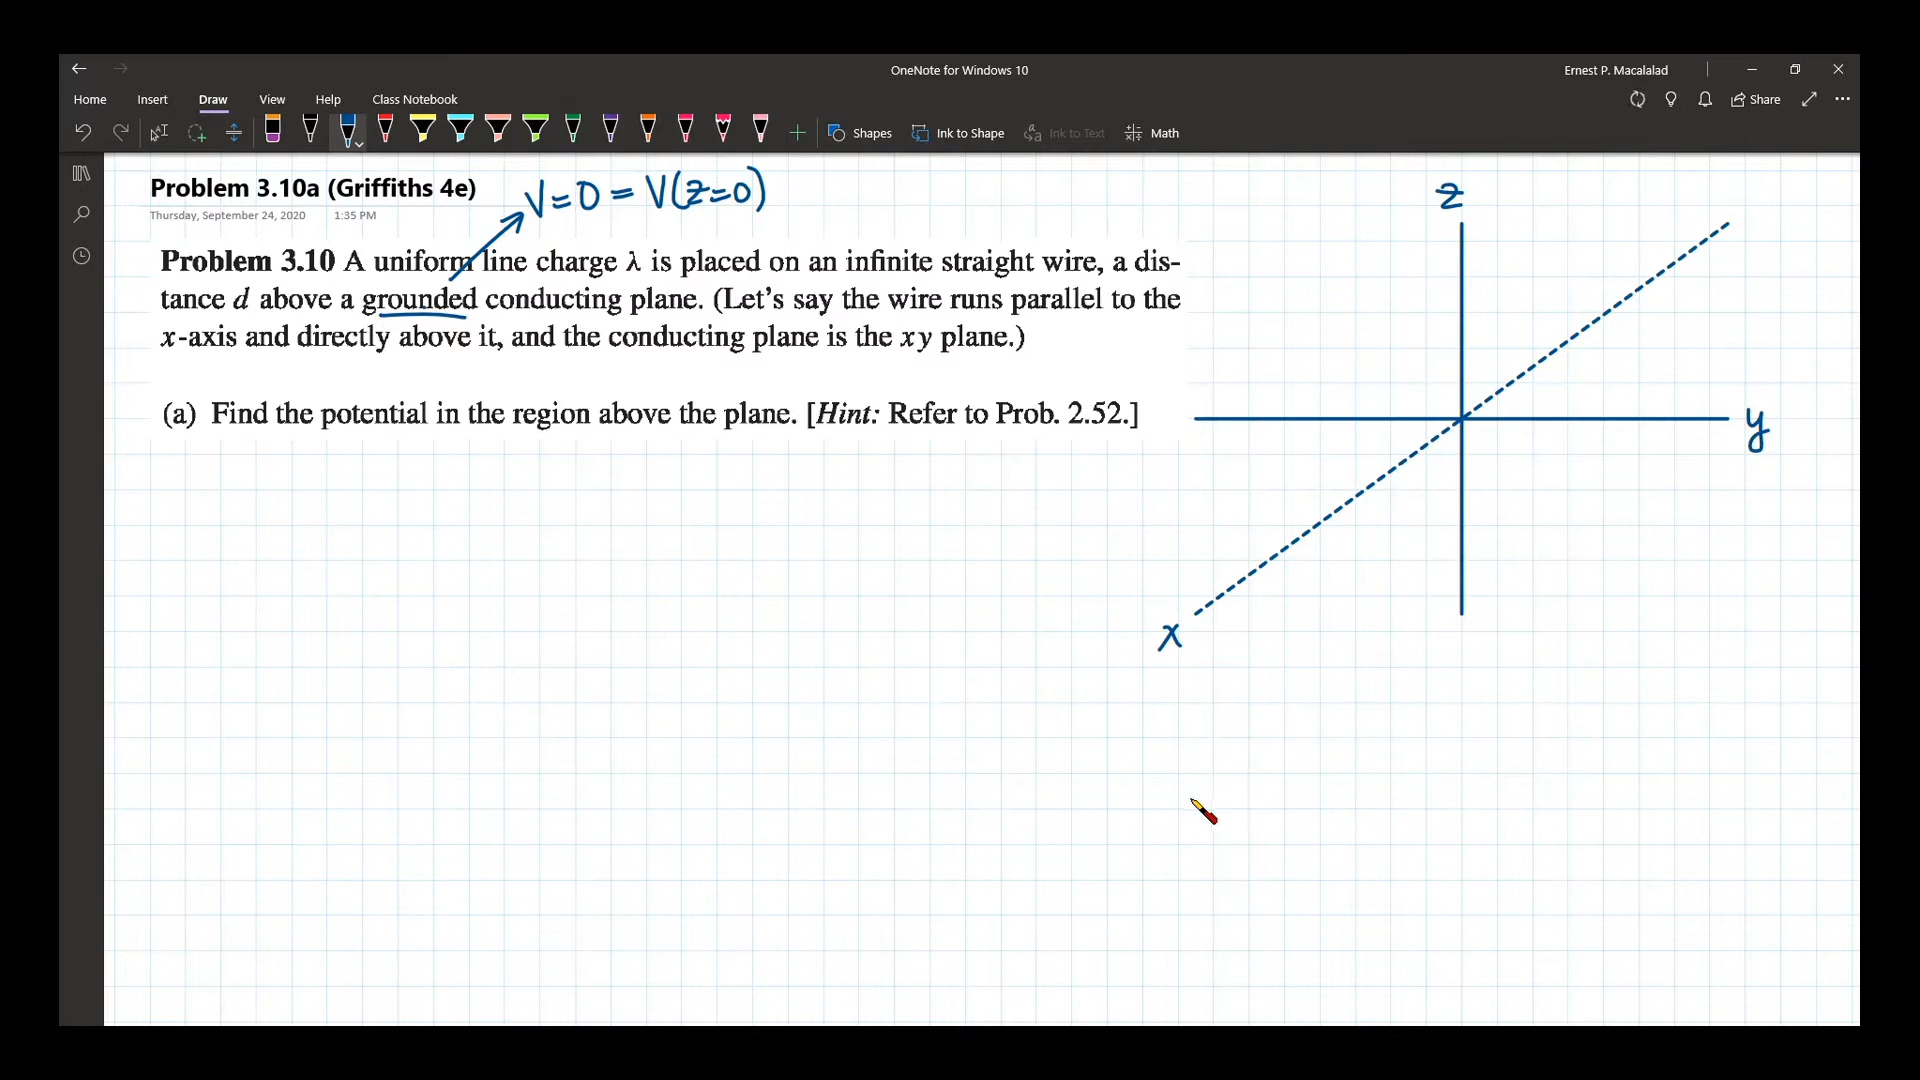 OneNote for Windows 10
Ernest P. Macalalad
Home Insert Draw View Help Class Notebook
Share
Shapes Ink to Shape Ink to Text Math
Problem 3.10a (Griffiths 4e)
V=0 = V(z=0)
Thursday, September 24, 2020 1:35 PM
Problem 3.10 A uniform line charge λ is placed on an infinite straight wire, a dis-
tance d above a grounded conducting plane. (Let's say the wire runs parallel to the
x-axis and directly above it, and the conducting plane is the xy plane.)
(a) Find the potential in the region above the plane. [Hint: Refer to Prob. 2.52.]
z
y
x